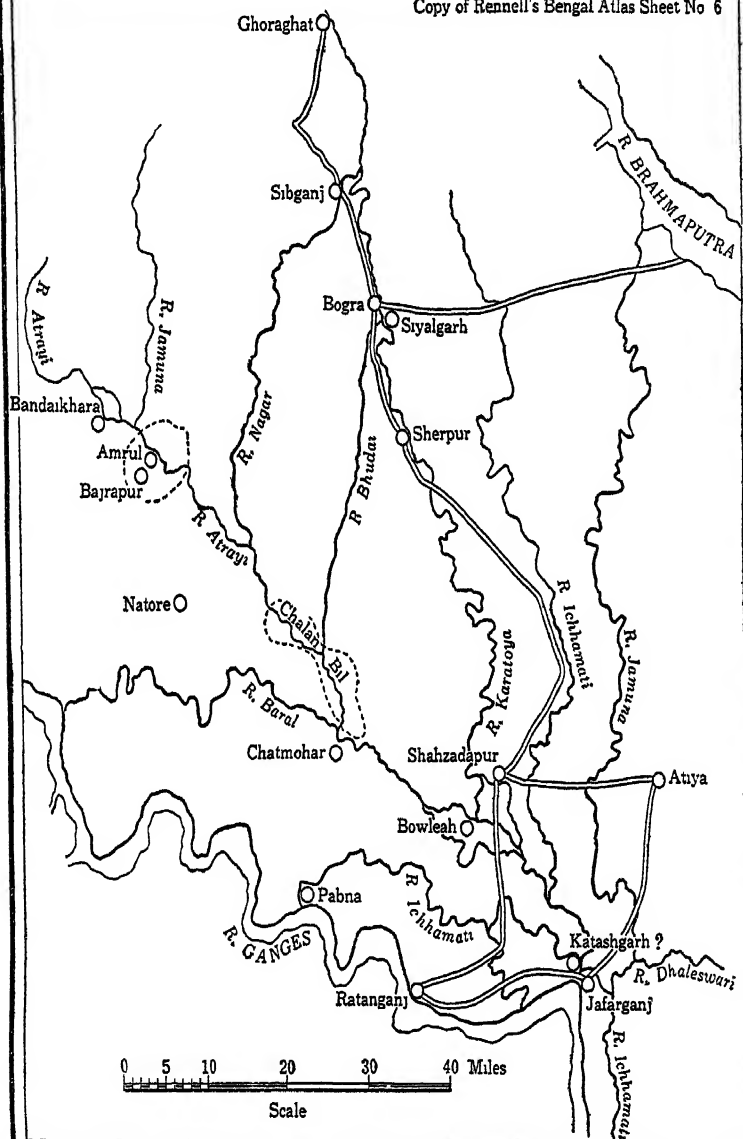 Copy of Rennell's Bengal Atlas Sheet No 6
Ghoraghat
R BRAHMAPUTRA
Sibganj
R Atrayi
R. Jamuna
Bogra
Siyalgarh
Bandaikhara
R. Nagar
Sherpur
Amrul
Bajrapur
R Bhudai
R Atrayi
Natore
Chalan Bil
R Ichhamati
R. Karatoya
R. Jamuna
R. Baral
Chatmohar
Shahzadapur
Atiya
Bowleah
Pabna
R Ichhamati
R. GANGES
Katashgarh ?
R. Dhaleswari
Ratanganj
Jafarganj
R. Ichhamati
0 5 10 20 30 40 Miles
Scale